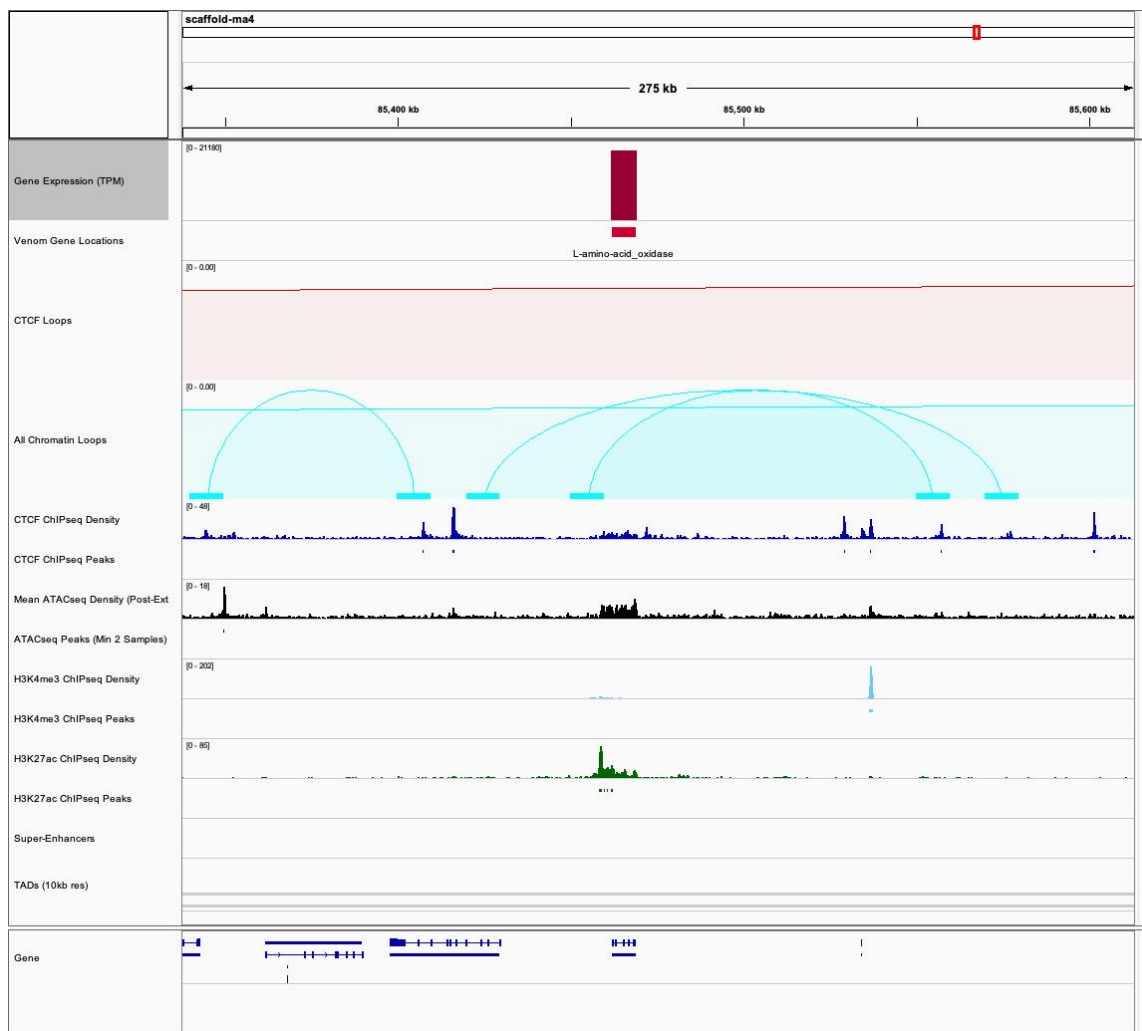 scaffold-ma4
275 kb
85,400 kb
85,500 kb
85,600 kb
[0 - 21180]
Gene Expression (TPM)
Venom Gene Locations
L-amino-acid_oxidase
[0 - 0.00]
CTCF Loops
[0 - 0.00]
All Chromatin Loops
[0 - 48]
CTCF ChIPseq Density
CTCF ChIPseq Peaks
[0 - 18]
Mean ATACseq Density (Post-Ext
ATACseq Peaks (Min 2 Samples)
[0 - 202]
H3K4me3 ChIPseq Density
H3K4me3 ChIPseq Peaks
[0 - 85]
H3K27ac ChIPseq Density
H3K27ac ChIPseq Peaks
Super-Enhancers
TADs (10kb res)
Gene